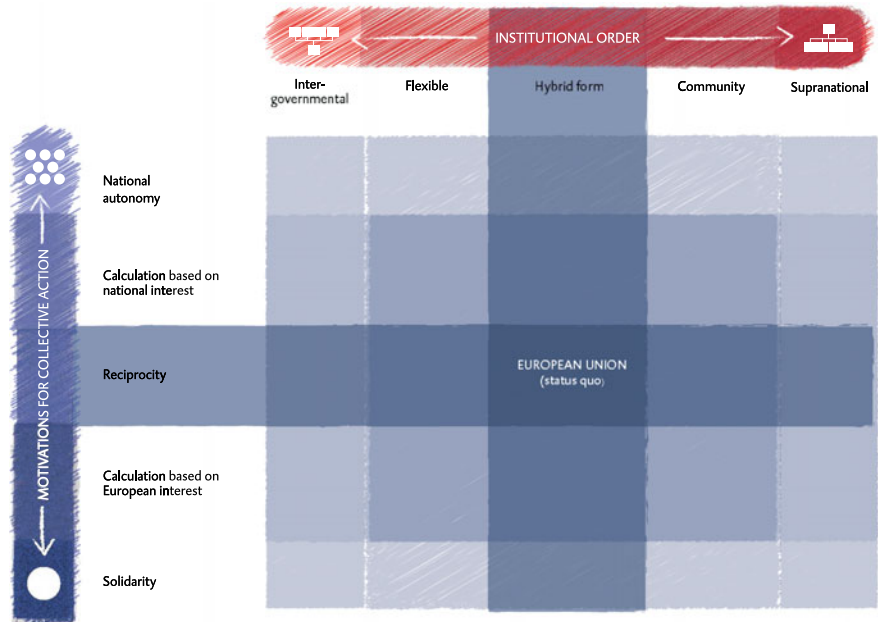 INSTITUTIONAL ORDER
Inter-
governmental
Flexible
Hybrid form
Community
Supranational
MOTIVATIONS FOR COLLECTIVE ACTION
National
autonomy
Calculation based on
national interest
Reciprocity
EUROPEAN UNION
(status quo)
Calculation based on
European interest
Solidarity